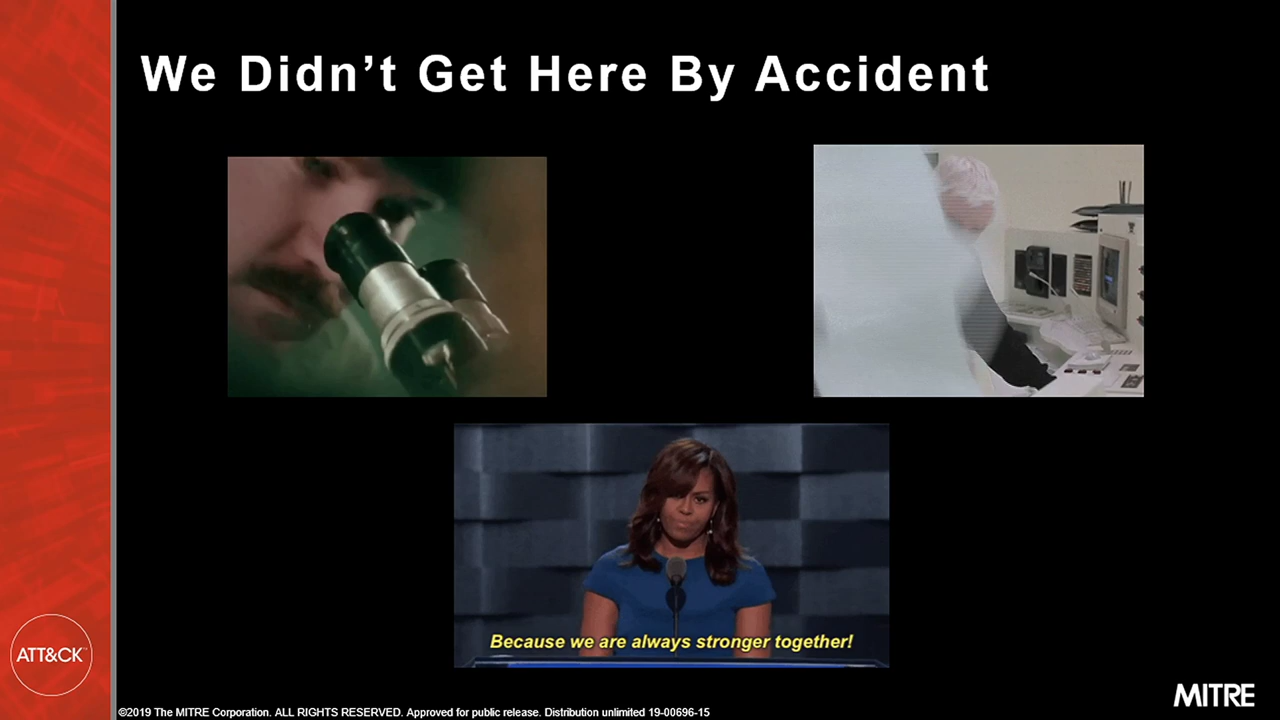 We Didn’t Get Here By Accident
Because we are always stronger together!
ATT&CK™
MITRE
©2019 The MITRE Corporation. ALL RIGHTS RESERVED. Approved for public release. Distribution unlimited 19-00696-15